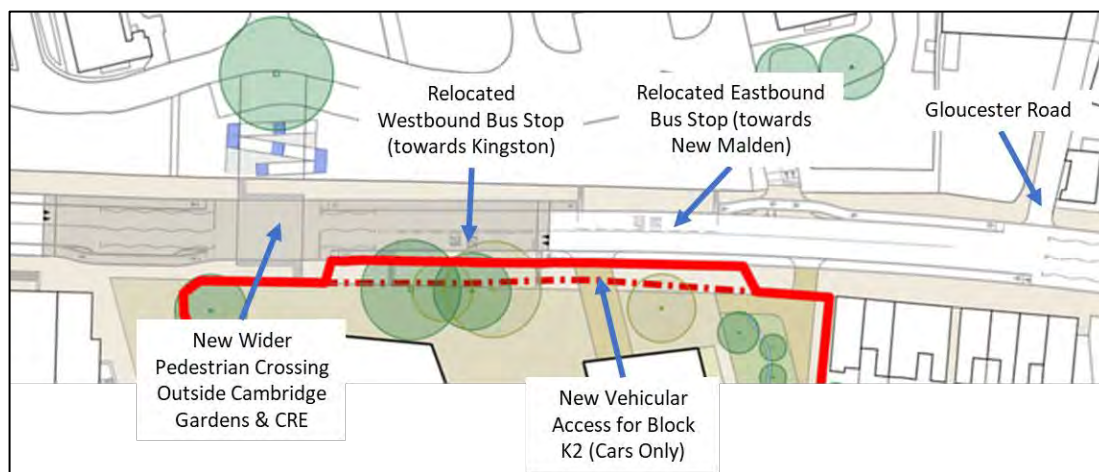 Relocated
Westbound Bus Stop
(towards Kingston)
Relocated Eastbound
Bus Stop (towards
New Malden)
Gloucester Road
New Wider
Pedestrian Crossing
Outside Cambridge
Gardens & CRE
New Vehicular
Access for Block
K2 (Cars Only)